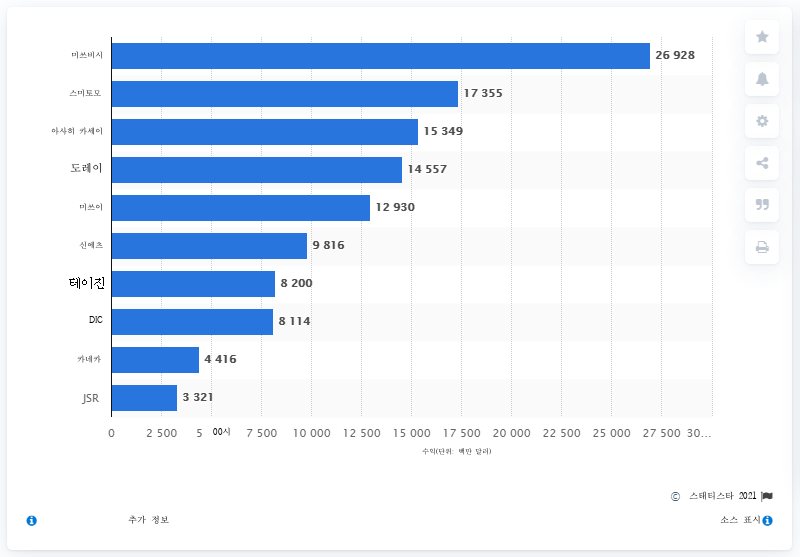 미쓰비시 26 928
스미토모 17 355
아사히 카세이 15 349
도레이 14 557
미쓰이 12 930
신에츠 9 816
테이진 8 200
DIC 8 114
카네카 4 416
JSR 3 321
0 2 500 5 00시 7 500 10 000 12 500 15 000 17 500 20 000 22 500 25 000 27 500 30...
수익(단위: 백만 달러)
© 스태티스타 2021
추가 정보 소스 표시